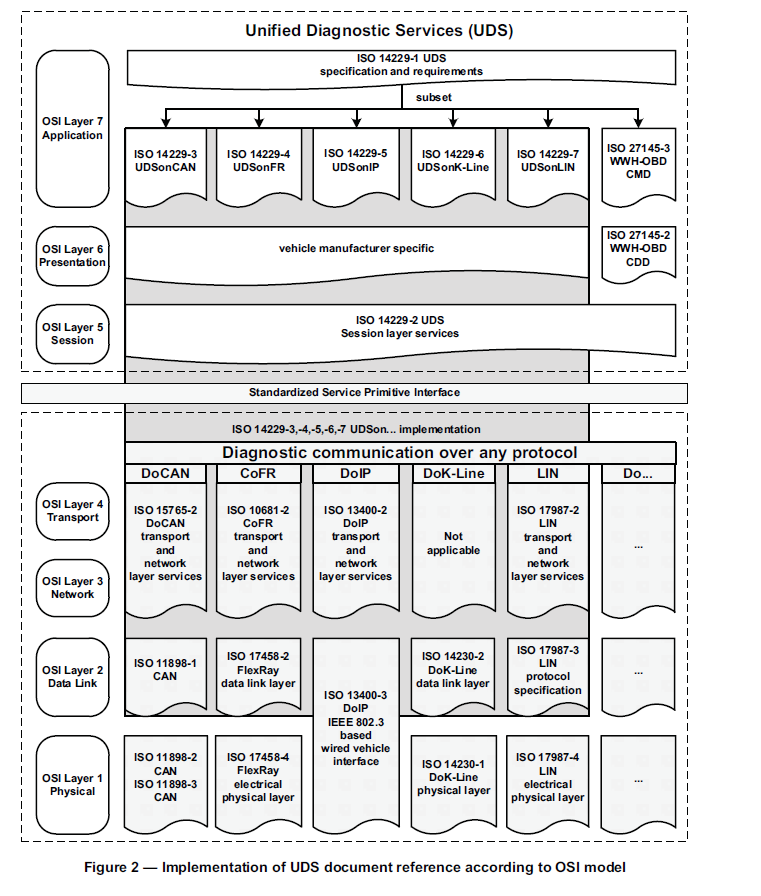 Unified Diagnostic Services (UDS)
OSI Layer 7
Application
ISO 14229-1 UDS
specification and requirements
subset
ISO 14229-3
UDSonCAN
ISO 14229-4
UDSonFR
ISO 14229-5
UDSonIP
ISO 14229-6
UDSonK-Line
ISO 14229-7
UDSonLIN
ISO 27145-3
WWH-OBD
CMD
OSI Layer 6
Presentation
vehicle manufacturer specific
ISO 27145-2
WWH-OBD
CDD
OSI Layer 5
Session
ISO 14229-2 UDS
Session layer services
Standardized Service Primitive Interface
ISO 14229-3,-4,-5,-6,-7 UDSon... implementation
Diagnostic communication over any protocol
DoCAN
CoFR
DoIP
DoK-Line
LIN
Do...
OSI Layer 4
Transport
OSI Layer 3
Network
ISO 15765-2
DoCAN
transport
and
network
layer services
ISO 10681-2
CoFR
transport
and
network
layer services
ISO 13400-2
DoIP
transport
and
network
layer services
Not
applicable
ISO 17987-2
LIN
transport
and
network
layer services
...
OSI Layer 2
Data Link
ISO 11898-1
CAN
ISO 17458-2
FlexRay
data link layer
ISO 13400-3
DoIP
IEEE 802.3
based
wired vehicle
interface
ISO 14230-2
DoK-Line
data link layer
ISO 17987-3
LIN
protocol
specification
...
OSI Layer 1
Physical
ISO 11898-2
CAN
ISO 11898-3
CAN
ISO 17458-4
FlexRay
electrical
physical layer
ISO 14230-1
DoK-Line
physical layer
ISO 17987-4
LIN
electrical
physical layer
...
Figure 2 — Implementation of UDS document reference according to OSI model